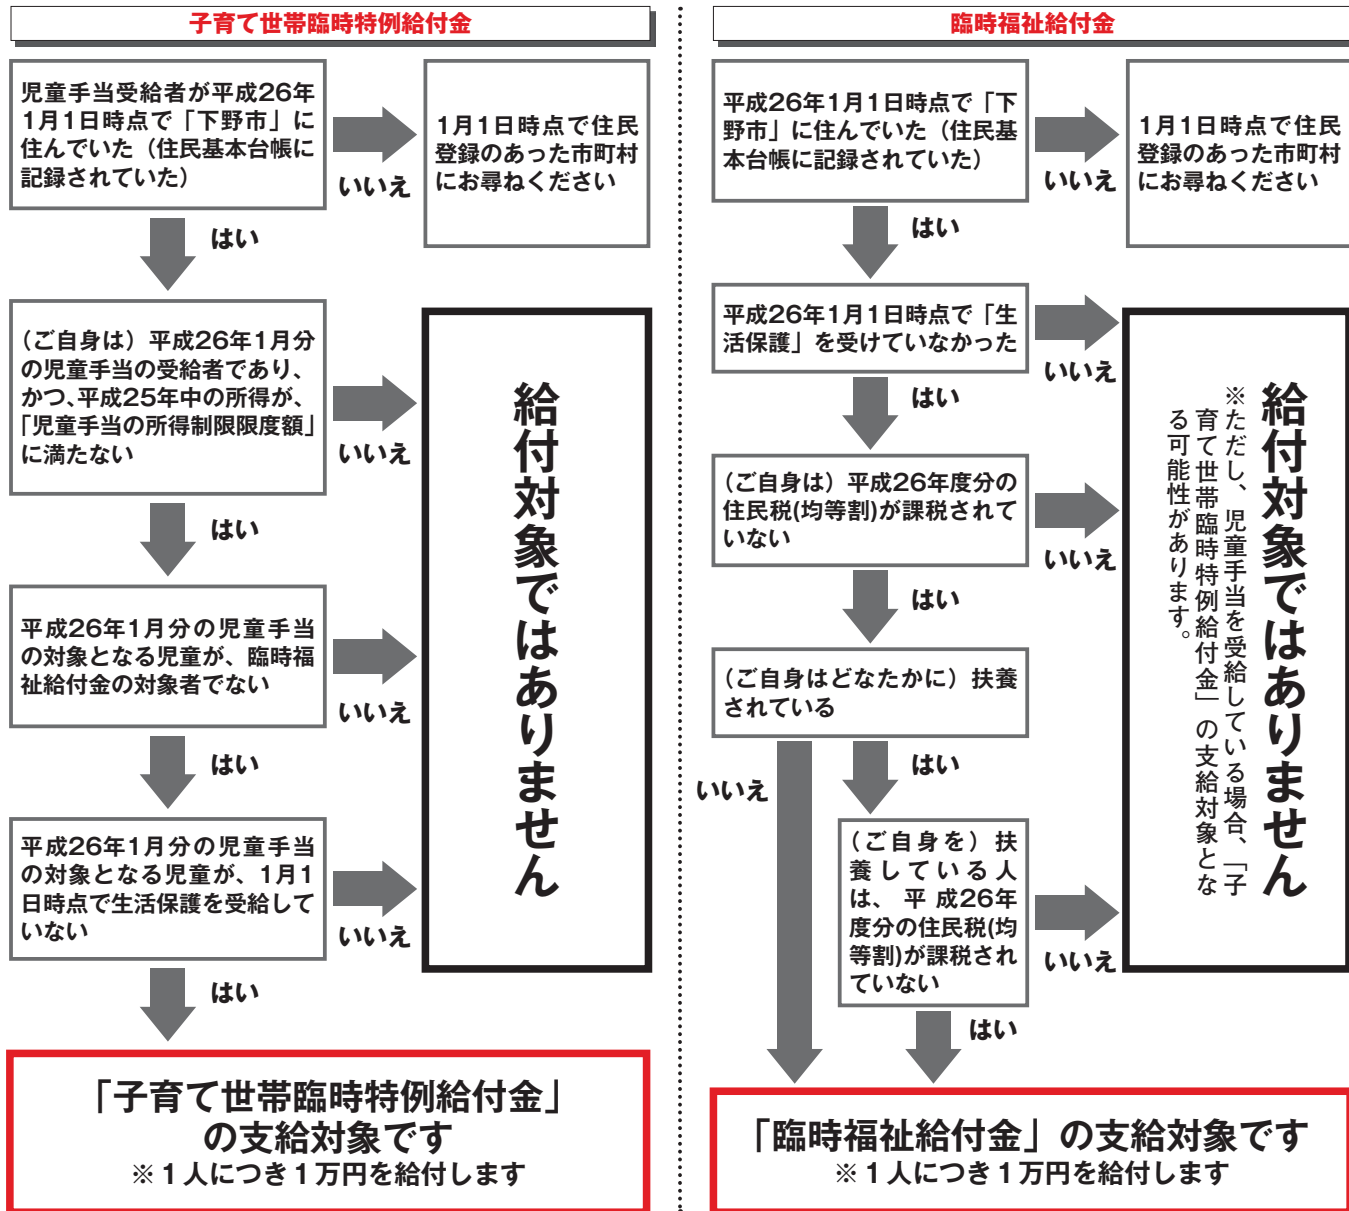 子育て世帯臨時特例給付金
児童手当受給者が平成26年
1月1日時点で「下野市」に
住んでいた（住民基本台帳に
記録されていた）
いいえ
1月1日時点で住民
登録のあった市町村
にお尋ねください
はい
（ご自身は）平成26年1月分
の児童手当の受給者であり、
かつ、平成25年中の所得が、
「児童手当の所得制限限度額」
に満たない
いいえ
はい
平成26年1月分の児童手当
の対象となる児童が、臨時福
祉給付金の対象者でない
いいえ
はい
平成26年1月分の児童手当
の対象となる児童が、1月1
日時点で生活保護を受給して
いない
いいえ
はい
給付対象ではありません
「子育て世帯臨時特例給付金」
の支給対象です
※１人につき１万円を給付します
臨時福祉給付金
平成26年1月1日時点で「下
野市」に住んでいた（住民基
本台帳に記録されていた）
いいえ
1月1日時点で住民
登録のあった市町村
にお尋ねください
はい
平成26年1月1日時点で「生
活保護」を受けていなかった
いいえ
はい
（ご自身は）平成26年度分の
住民税(均等割)が課税されて
いない
いいえ
はい
（ご自身はどなたかに）扶養
されている
いいえ
はい
（ご自身を）扶
養している人
は、平成26年
度分の住民税(均
等割)が課税され
ていない
いいえ
はい
給付対象ではありません
※ただし、児童手当を受給している場合、「子
育て世帯臨時特例給付金」の支給対象とな
る可能性があります。
「臨時福祉給付金」の支給対象です
※１人につき１万円を給付します